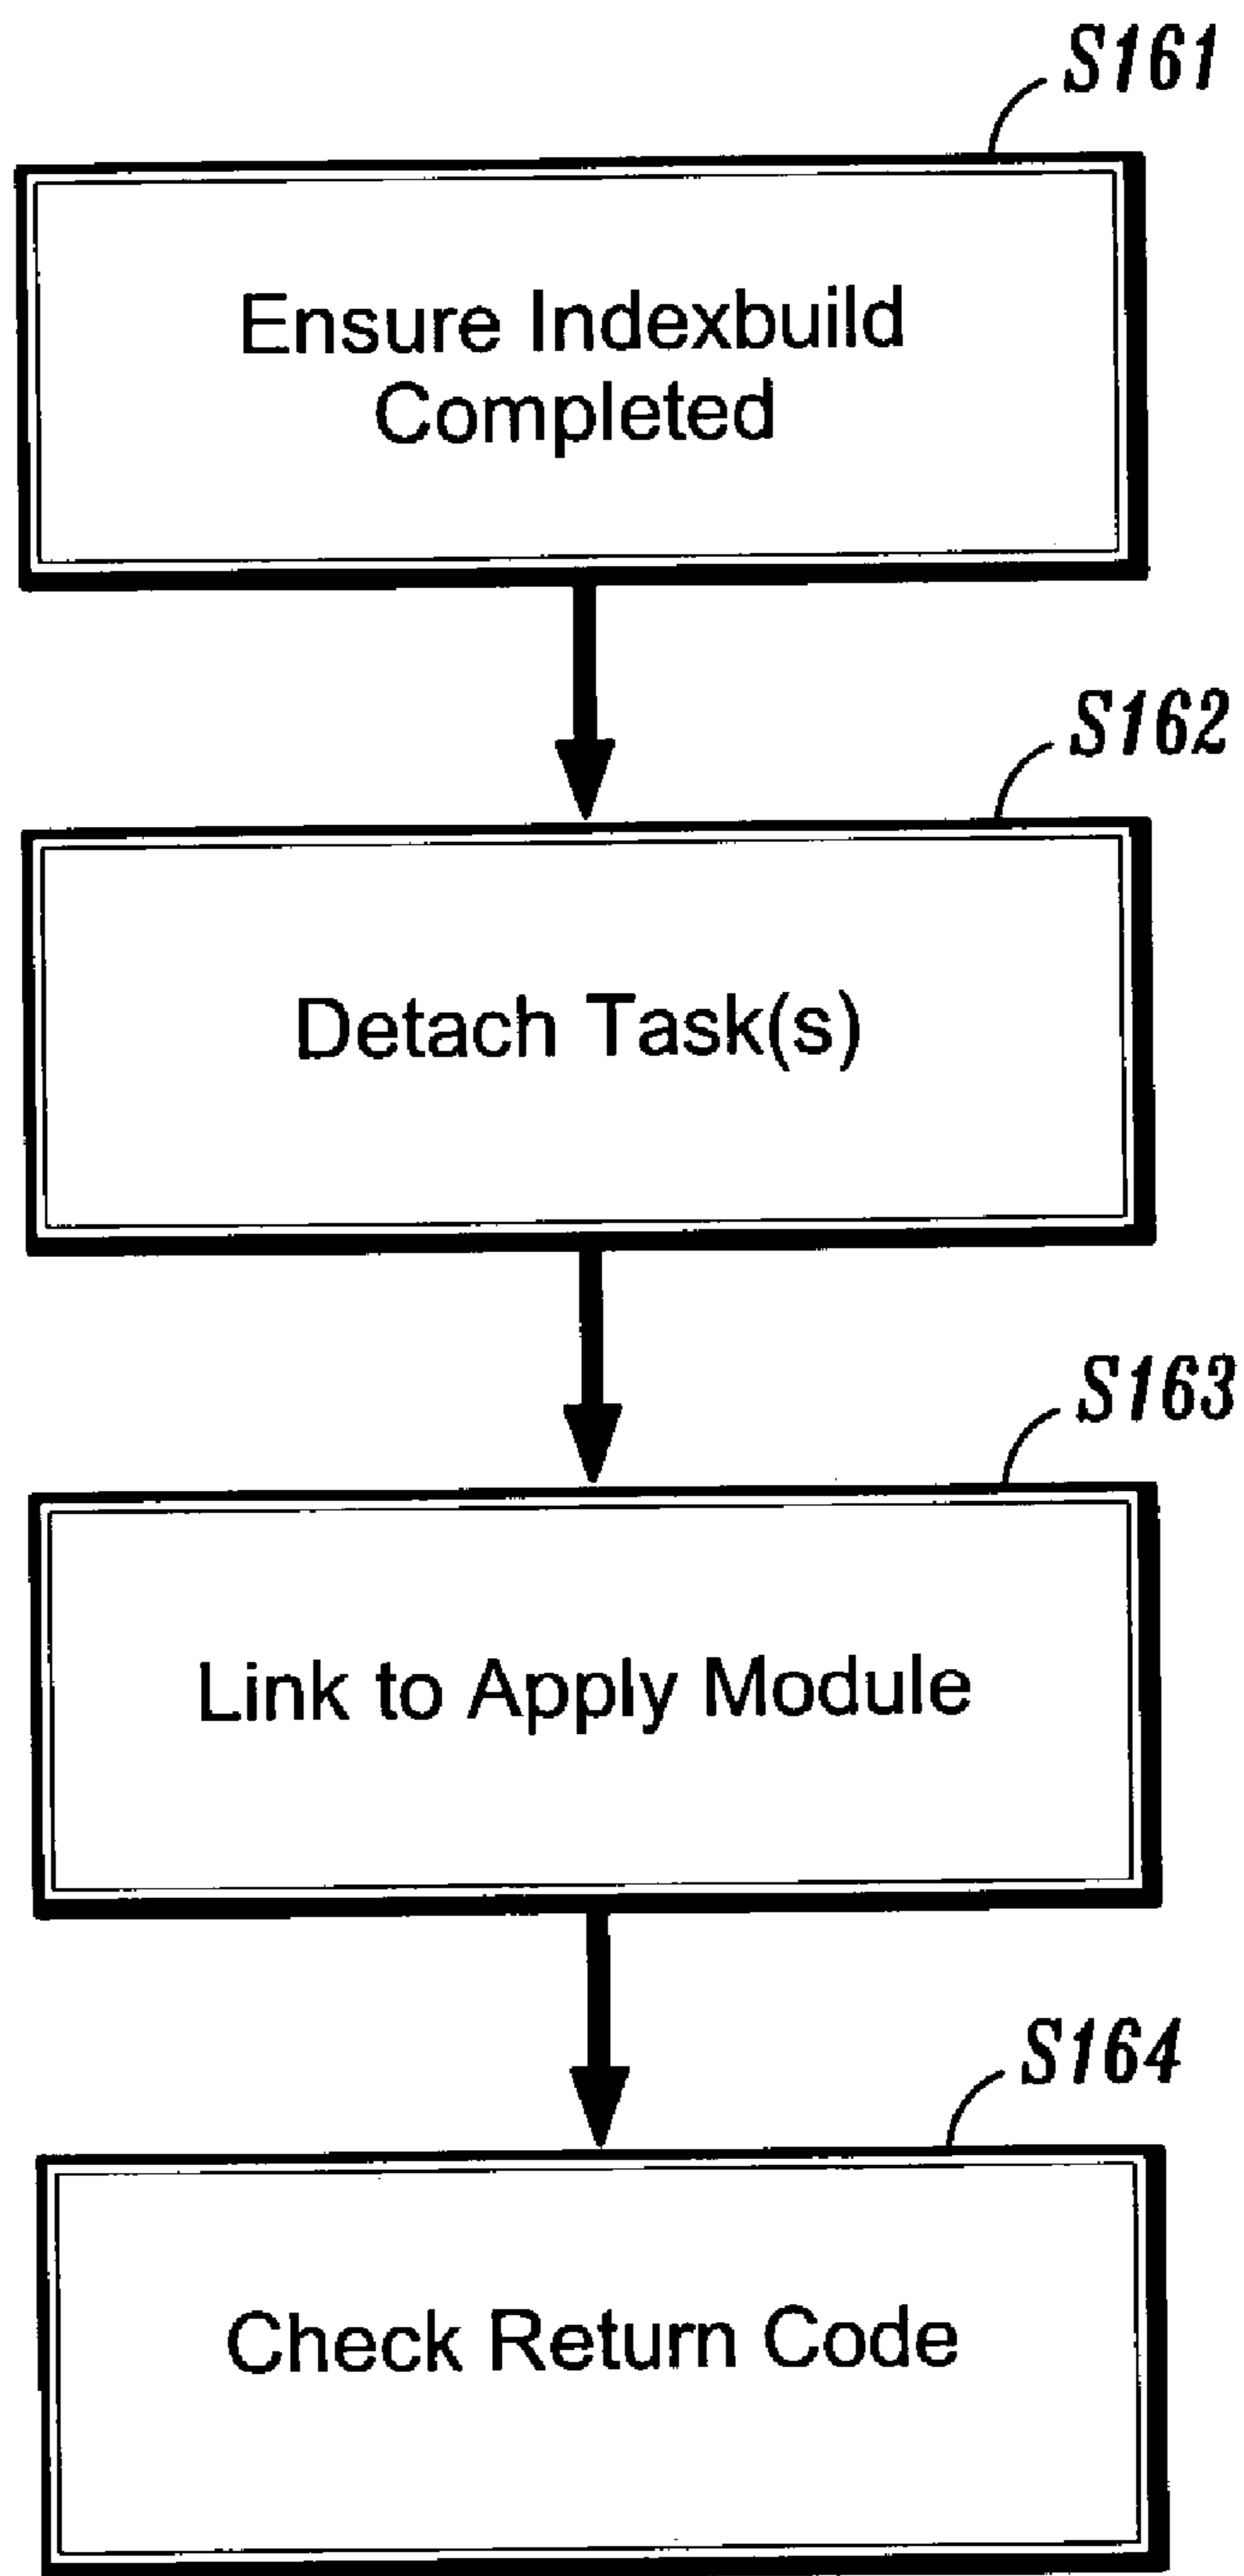 S161
Ensure Indexbuild
Completed
S162
Detach Task(s)
S163
Link to Apply Module
S164
Check Return Code